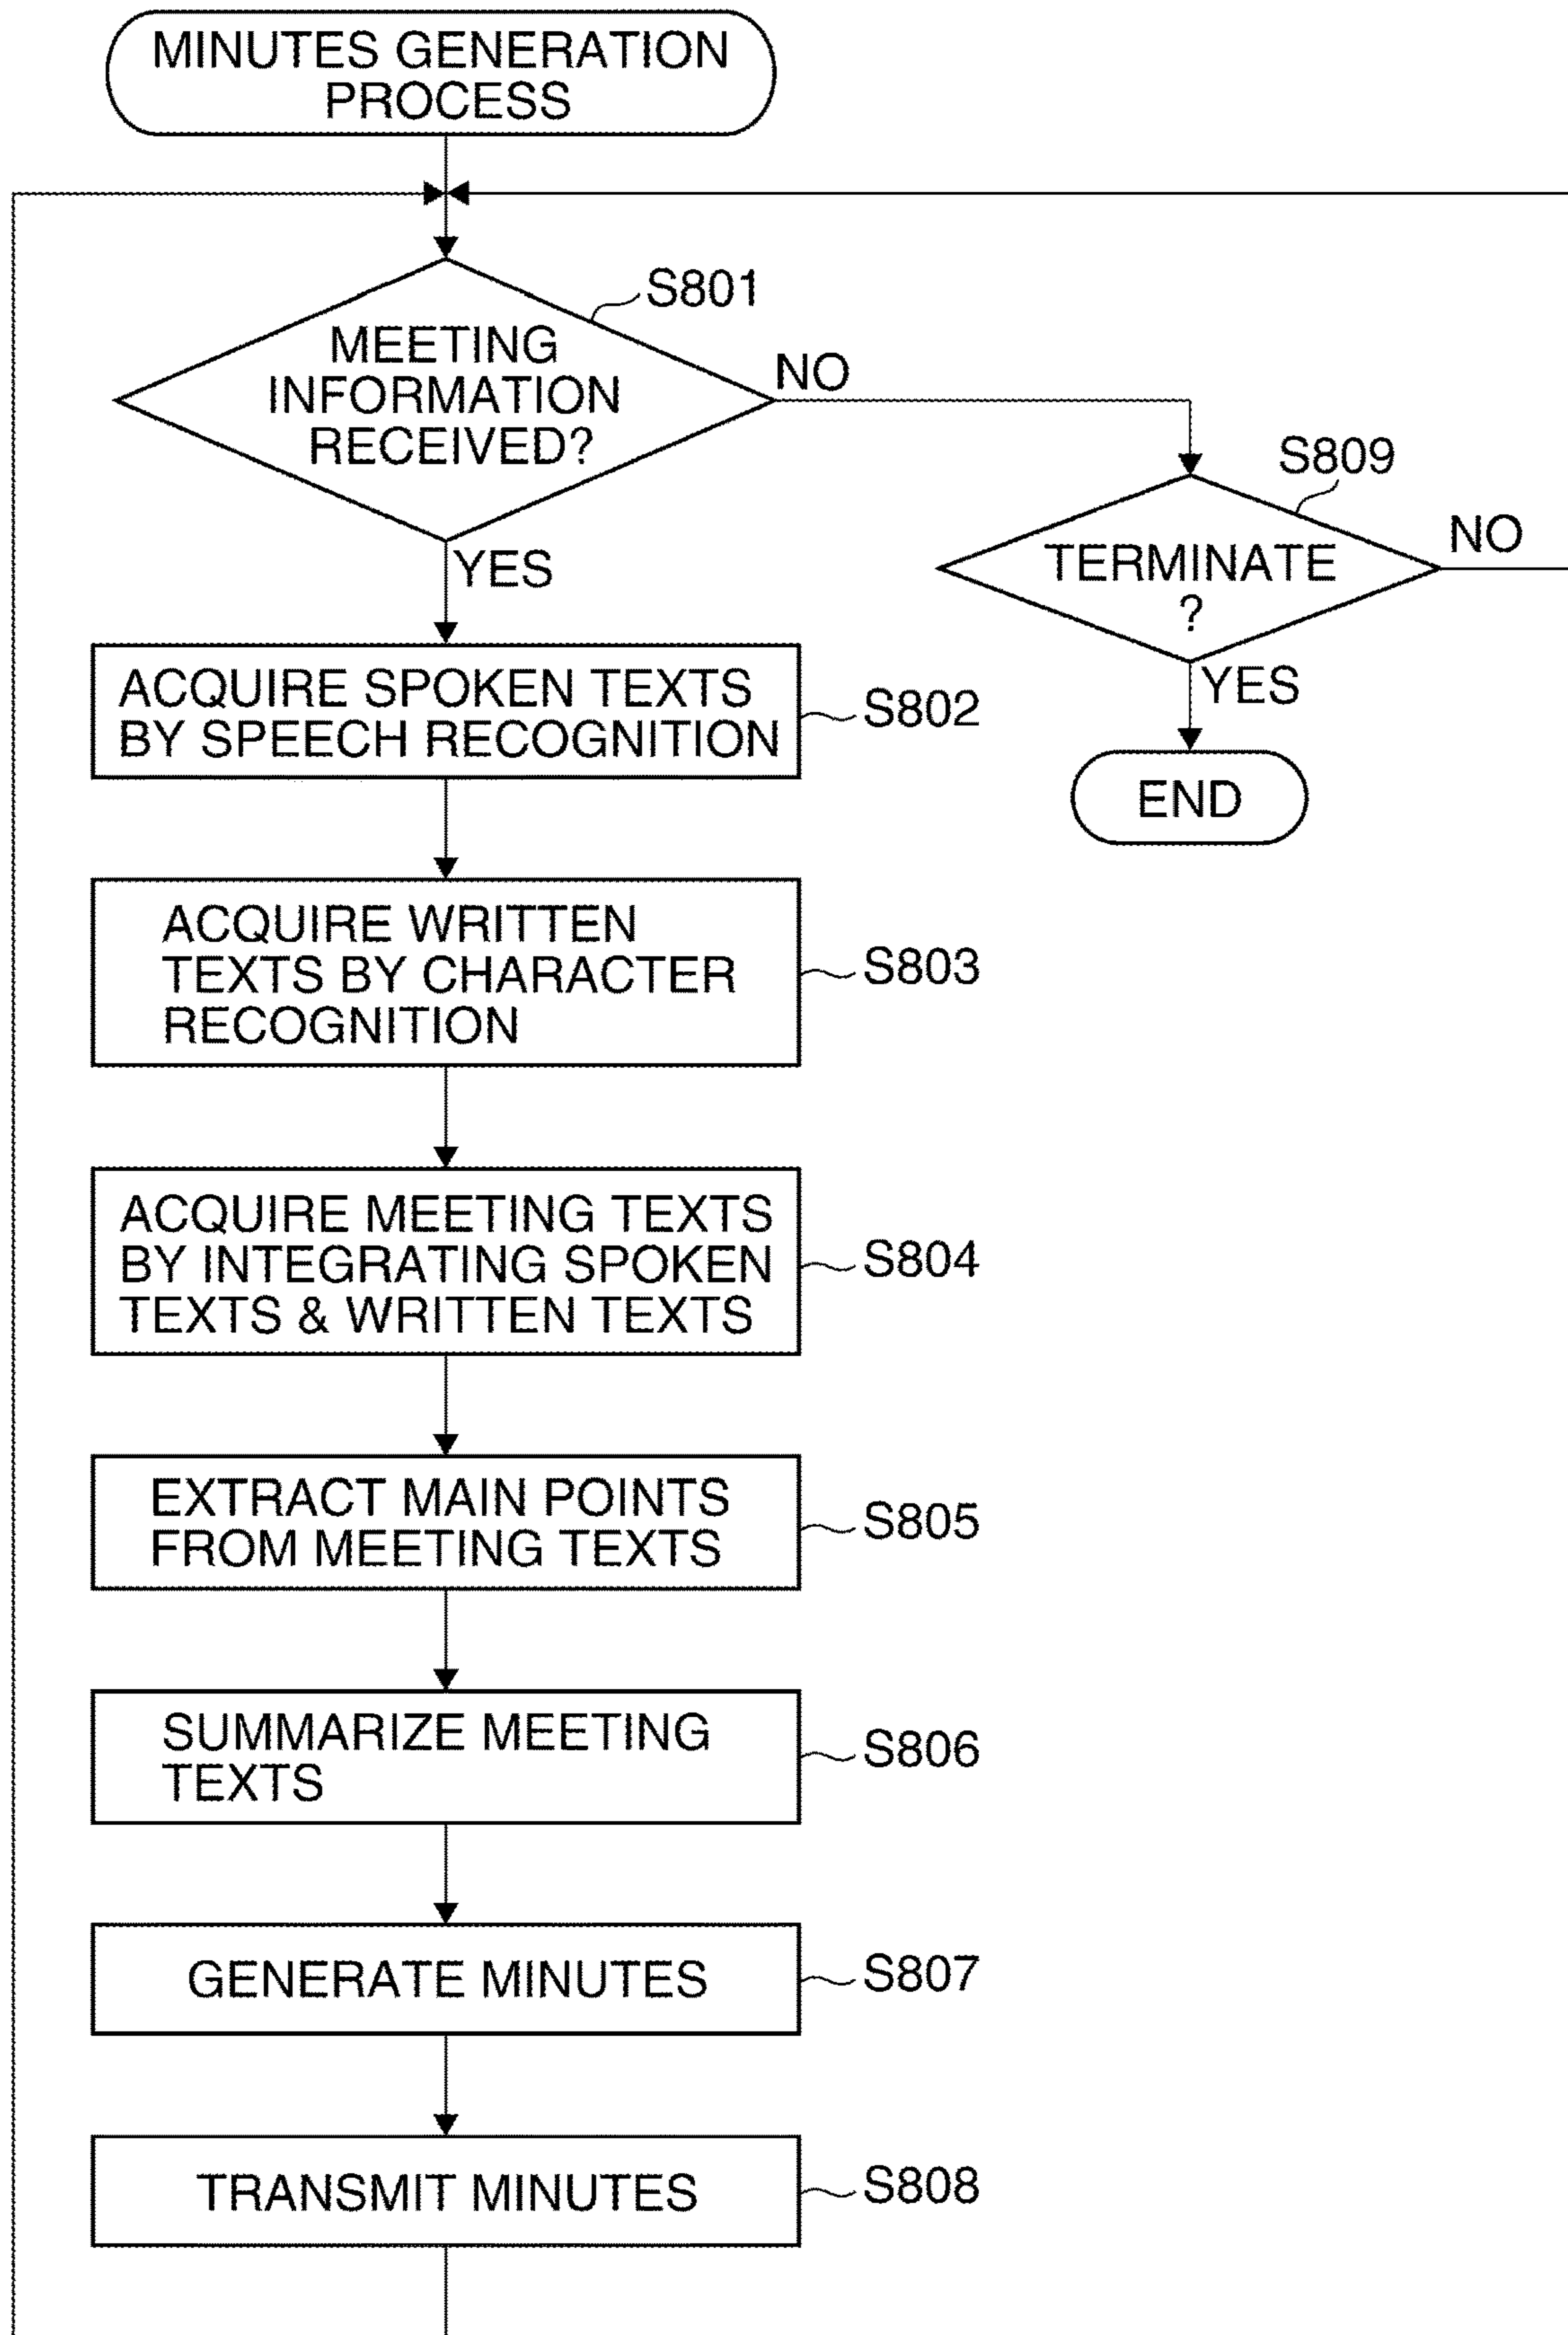 MINUTES GENERATION
PROCESS
S801
MEETING
INFORMATION
RECEIVED?
NO
YES
S809
TERMINATE
?
NO
YES
END
ACQUIRE SPOKEN TEXTS
BY SPEECH RECOGNITION
S802
ACQUIRE WRITTEN
TEXTS BY CHARACTER
RECOGNITION
S803
ACQUIRE MEETING TEXTS
BY INTEGRATING SPOKEN
TEXTS & WRITTEN TEXTS
S804
EXTRACT MAIN POINTS
FROM MEETING TEXTS
S805
SUMMARIZE MEETING
TEXTS
S806
GENERATE MINUTES
S807
TRANSMIT MINUTES
S808